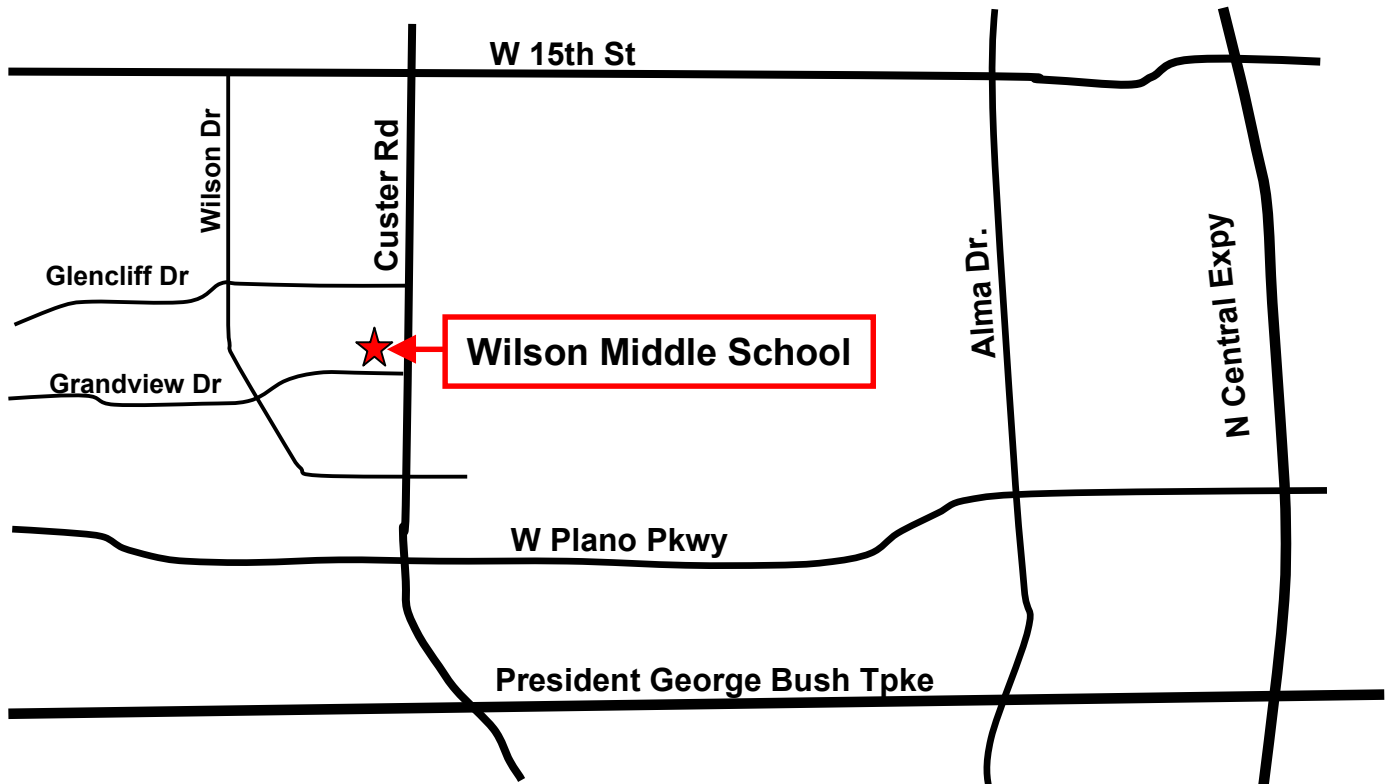 W 15th St
Wilson Dr
Custer Rd
Glencliff Dr
Alma Dr.
N Central Expy
Wilson Middle School
Grandview Dr
W Plano Pkwy
President George Bush Tpke